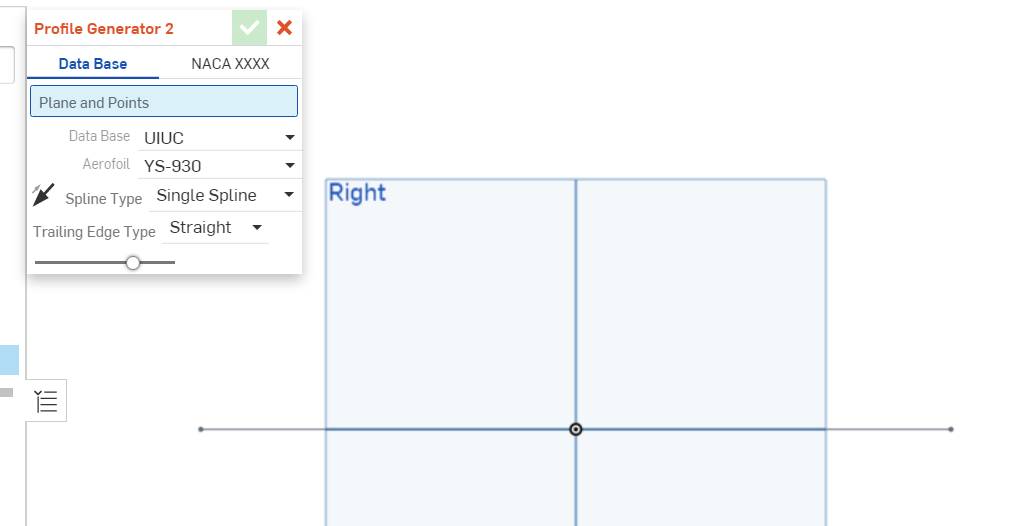 Profile Generator 2
Data Base NACA XXXX
Plane and Points
Data Base UIUC
Aerofoil YS-930
Spline Type Single Spline
Trailing Edge Type Straight
Right